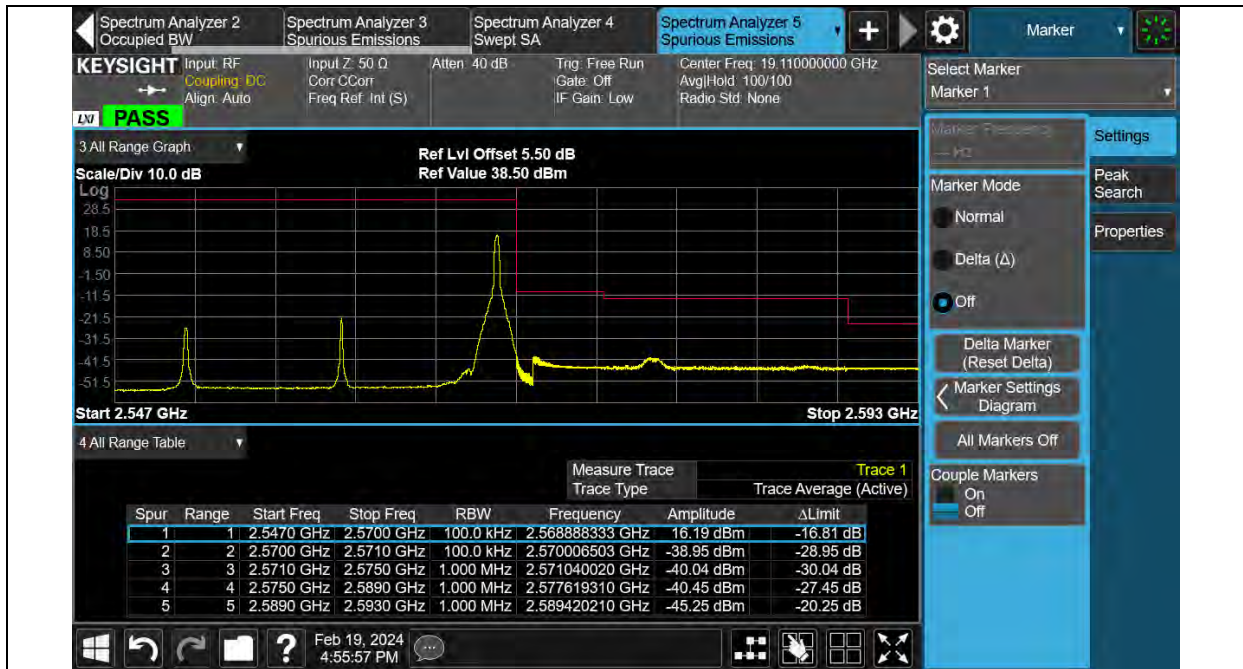 Spectrum Analyzer 2
Occupied BW
Spectrum Analyzer 3
Spurious Emissions
Spectrum Analyzer 4
Swept SA
Spectrum Analyzer 5
Spurious Emissions
+
Marker
KEYSIGHT
Input: RF
Coupling: DC
Align: Auto
Input Z: 50 Ω
Corr CCorr
Freq Ref: Int (S)
Atten: 40 dB
Trig: Free Run
Gate: Off
IF Gain: Low
Center Freq: 19.110000000 GHz
Avg|Hold: 100/100
Radio Std: None
LXI
PASS
Select Marker
Marker 1
3 All Range Graph
Scale/Div 10.0 dB
Ref Lvl Offset 5.50 dB
Ref Value 38.50 dBm
Log
28.5
18.5
8.50
-1.50
-11.5
-21.5
-31.5
-41.5
-51.5
Start 2.547 GHz
Stop 2.593 GHz
Marker Frequency
--- Hz
Marker Mode
Normal
Delta (Δ)
Off
Delta Marker
(Reset Delta)
Marker Settings
Diagram
All Markers Off
Couple Markers
On
Off
Settings
Peak
Search
Properties
4 All Range Table
Measure Trace Trace 1
Trace Type Trace Average (Active)
Spur Range Start Freq Stop Freq RBW Frequency Amplitude ΔLimit
1 1 2.5470 GHz 2.5700 GHz 100.0 kHz 2.568888333 GHz 16.19 dBm -16.81 dB
2 2 2.5700 GHz 2.5710 GHz 100.0 kHz 2.570006503 GHz -38.95 dBm -28.95 dB
3 3 2.5710 GHz 2.5750 GHz 1.000 MHz 2.571040020 GHz -40.04 dBm -30.04 dB
4 4 2.5750 GHz 2.5890 GHz 1.000 MHz 2.577619310 GHz -40.45 dBm -27.45 dB
5 5 2.5890 GHz 2.5930 GHz 1.000 MHz 2.589420210 GHz -45.25 dBm -20.25 dB
?
Feb 19, 2024
4:55:57 PM